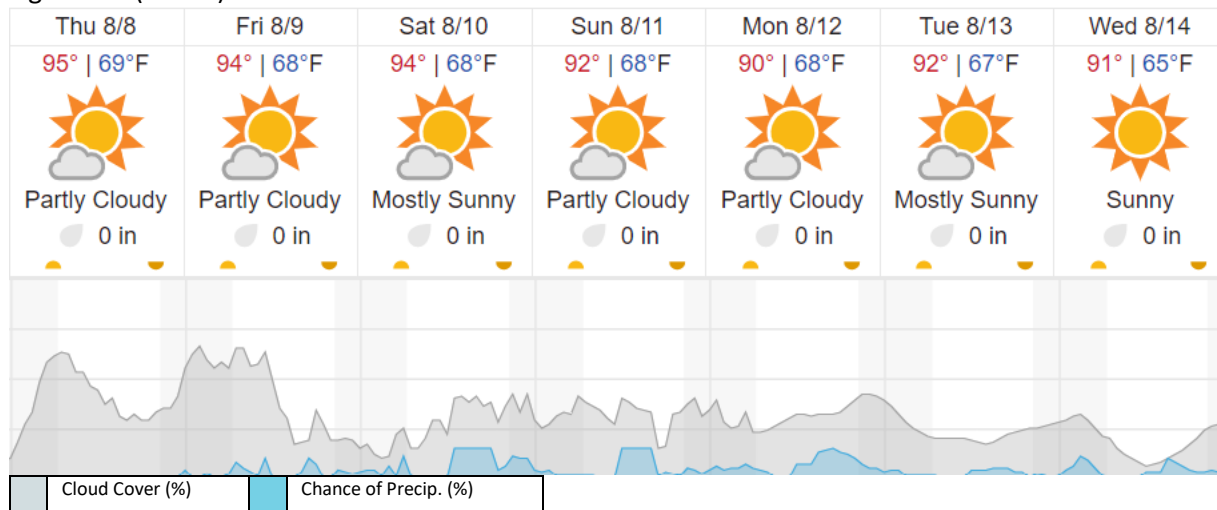 Thu 8/8 Fri 8/9 Sat 8/10 Sun 8/11 Mon 8/12 Tue 8/13 Wed 8/14
95° | 69°F 94° | 68°F 94° | 68°F 92° | 68°F 90° | 68°F 92° | 67°F 91° | 65°F
Partly Cloudy Partly Cloudy Mostly Sunny Partly Cloudy Partly Cloudy Mostly Sunny Sunny
0 in 0 in 0 in 0 in 0 in 0 in 0 in
Cloud Cover (%) Chance of Precip. (%)